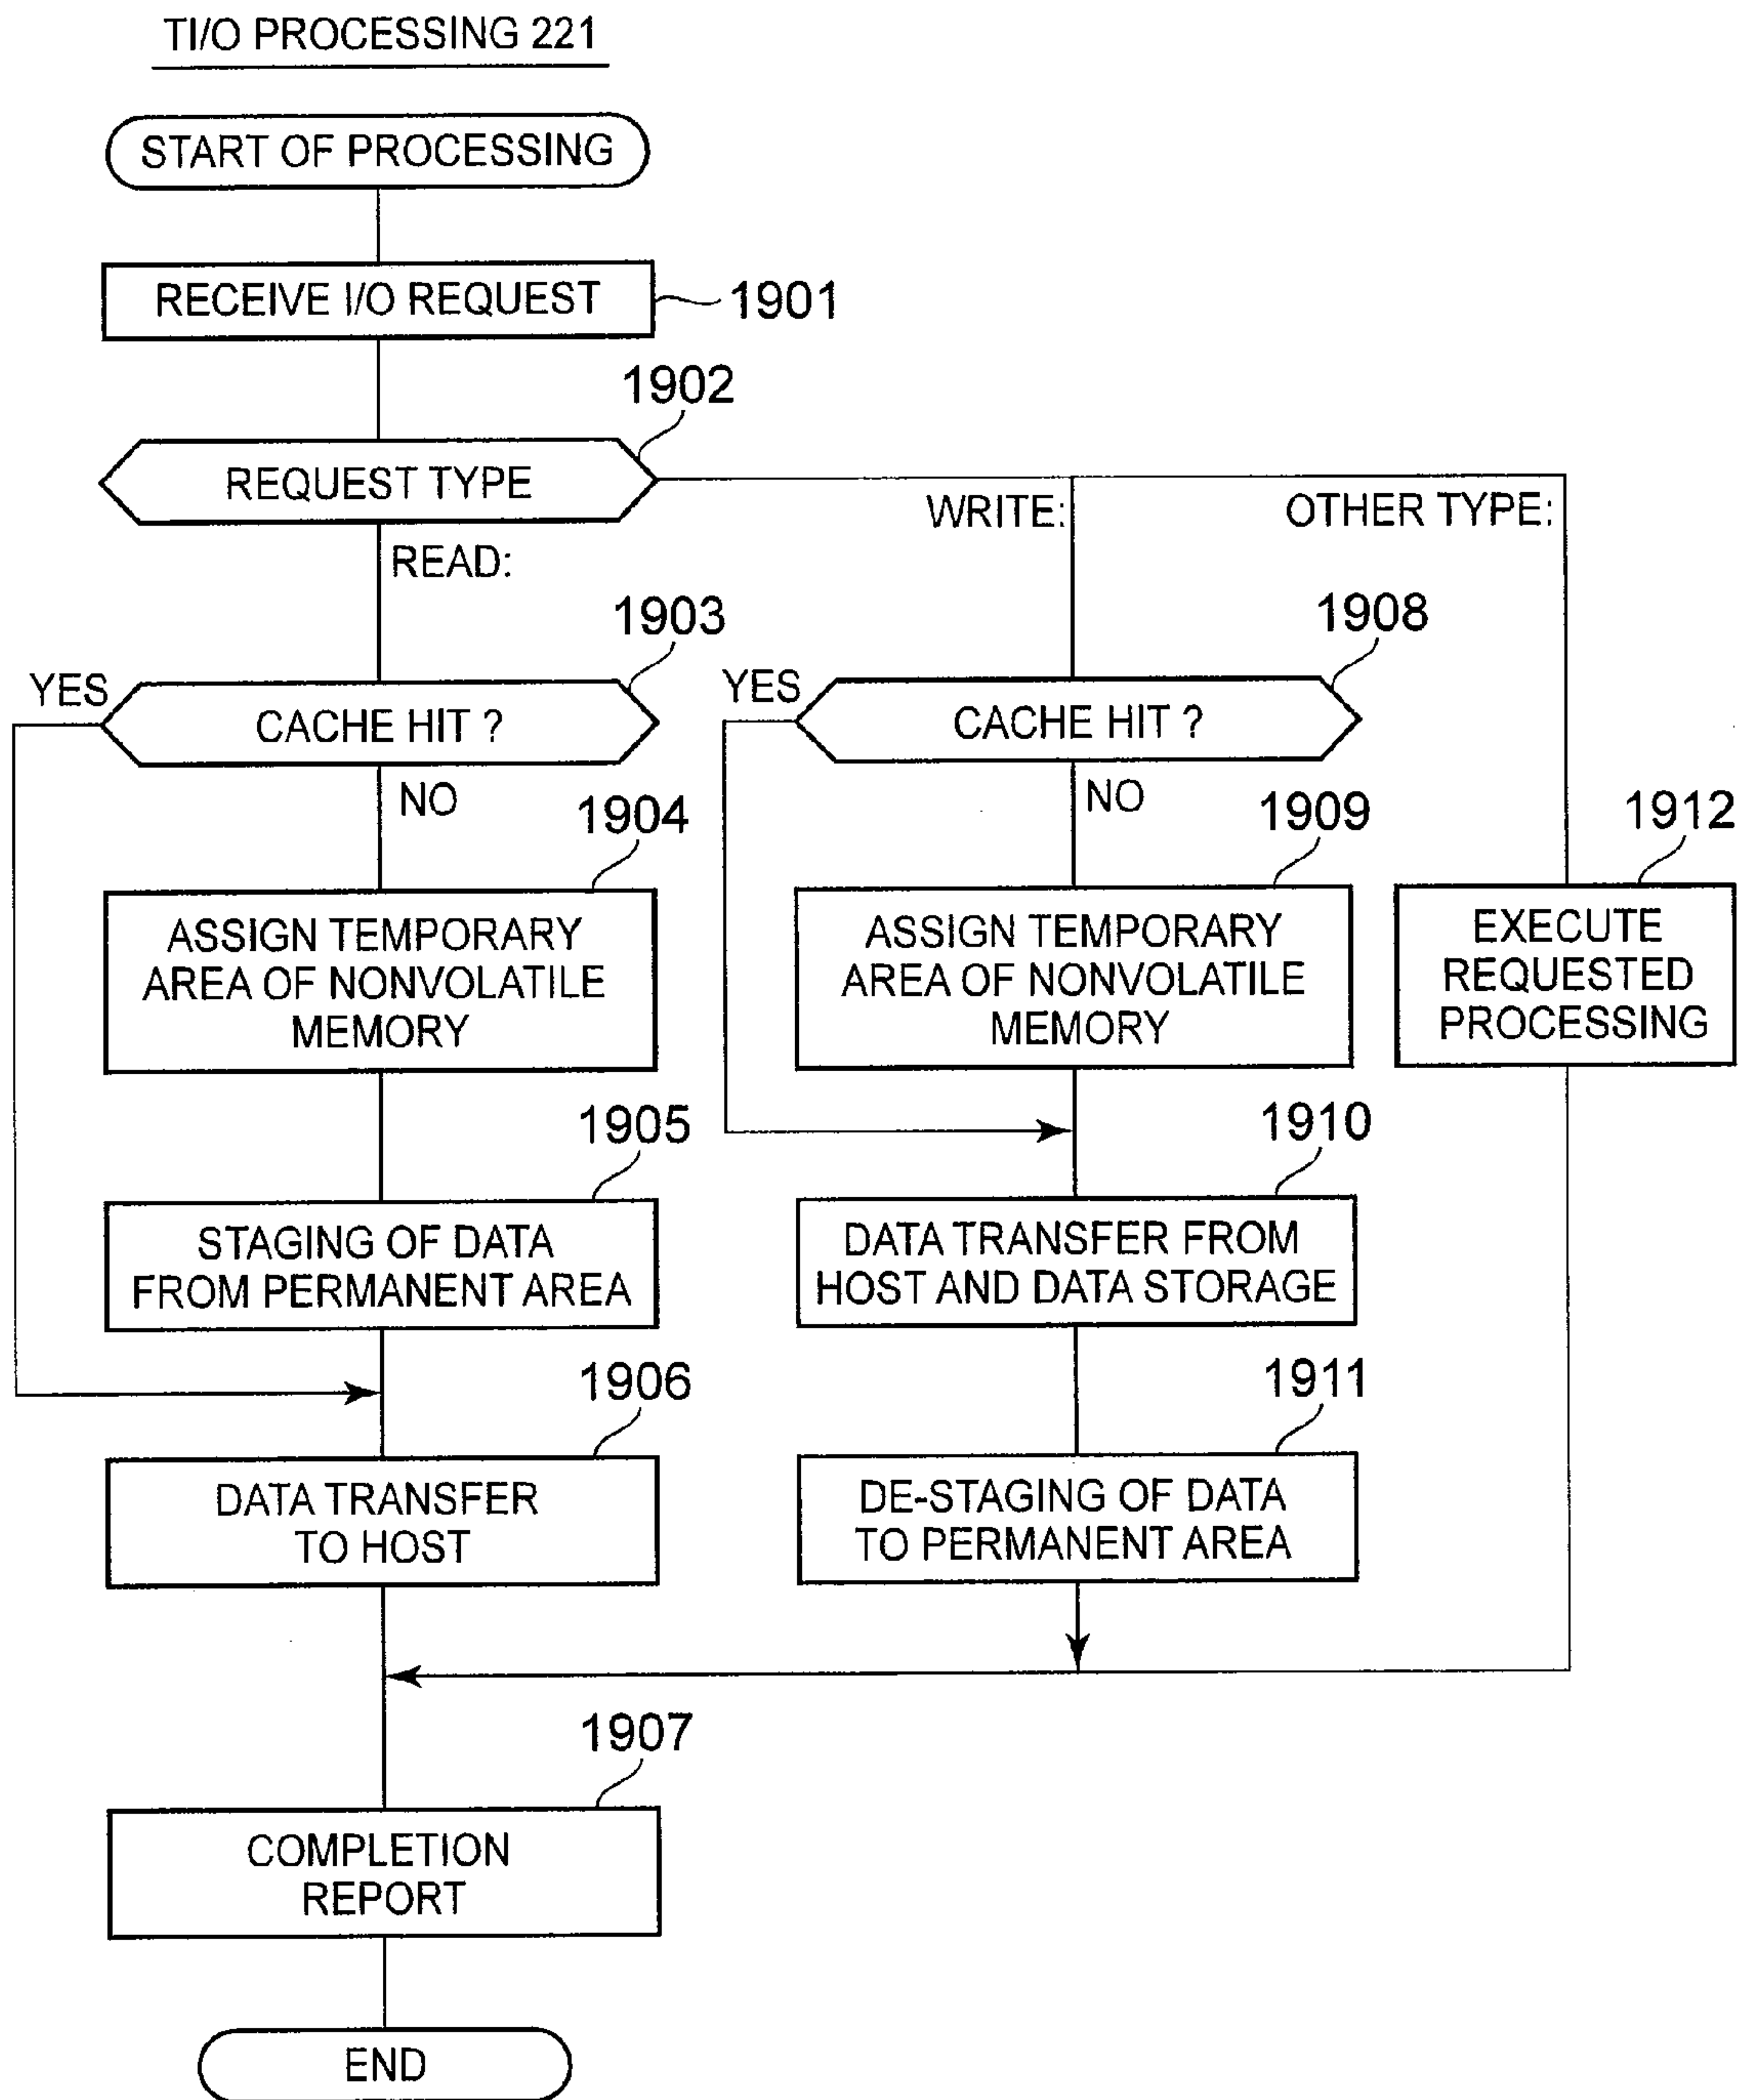 TI/O PROCESSING 221
START OF PROCESSING
RECEIVE I/O REQUEST
1901
1902
REQUEST TYPE
WRITE:
OTHER TYPE:
READ:
1903
1908
YES
CACHE HIT ?
YES
CACHE HIT ?
NO
NO
1904
1909
1912
ASSIGN TEMPORARY
AREA OF NONVOLATILE
MEMORY
ASSIGN TEMPORARY
AREA OF NONVOLATILE
MEMORY
EXECUTE
REQUESTED
PROCESSING
1905
1910
STAGING OF DATA
FROM PERMANENT AREA
DATA TRANSFER FROM
HOST AND DATA STORAGE
1906
1911
DATA TRANSFER
TO HOST
DE-STAGING OF DATA
TO PERMANENT AREA
1907
COMPLETION
REPORT
END